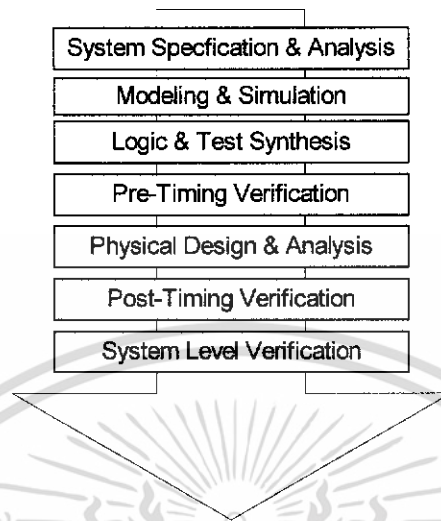 System Specfication & Analysis
Modeling & Simulation
Logic & Test Synthesis
Pre-Timing Verification
Physical Design & Analysis
Post-Timing Verification
System Level Verification